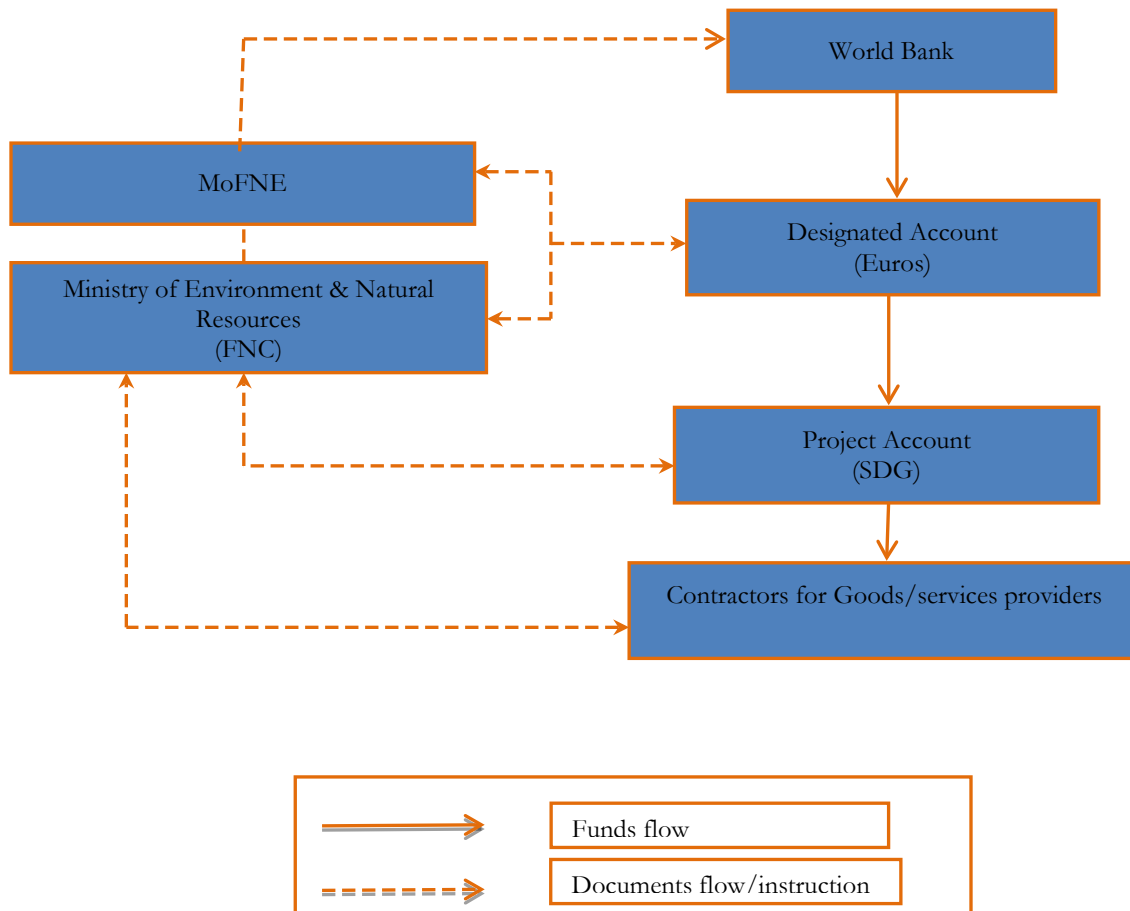 World Bank
MoFNE
Designated Account
(Euros)
Ministry of Environment & Natural
Resources
(FNC)
Project Account
(SDG)
Contractors for Goods/services providers
Funds flow
Documents flow/instruction